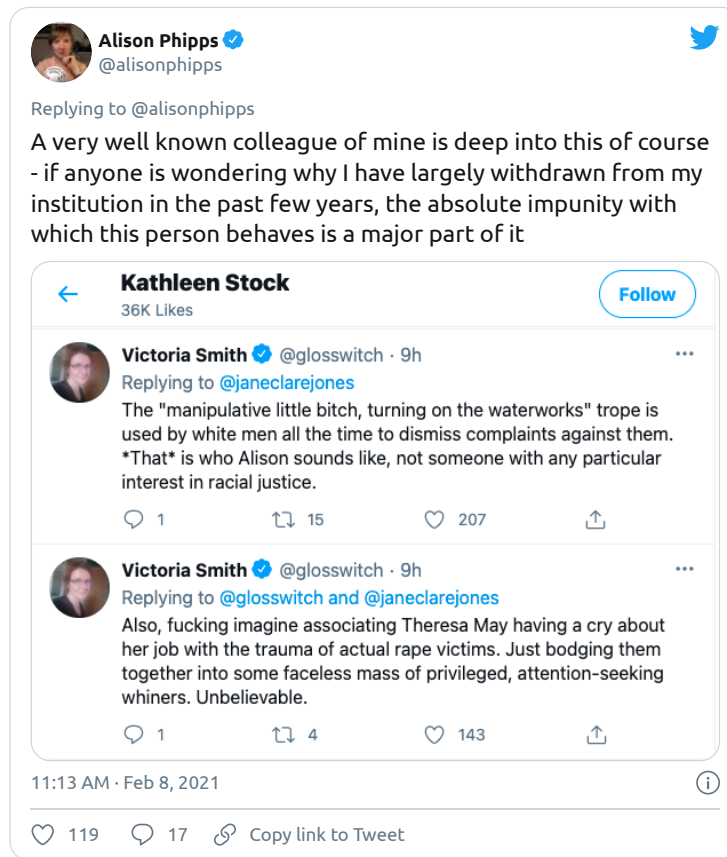 Alison Phipps
@alisonphipps
Replying to @alisonphipps
A very well known colleague of mine is deep into this of course
- if anyone is wondering why I have largely withdrawn from my
institution in the past few years, the absolute impunity with
which this person behaves is a major part of it
Kathleen Stock
36K Likes
Follow
Victoria Smith @glosswitch · 9h
Replying to @janeclarejones
The "manipulative little bitch, turning on the waterworks" trope is
used by white men all the time to dismiss complaints against them.
*That* is who Alison sounds like, not someone with any particular
interest in racial justice.
1 15 207
Victoria Smith @glosswitch · 9h
Replying to @glosswitch and @janeclarejones
Also, fucking imagine associating Theresa May having a cry about
her job with the trauma of actual rape victims. Just bodging them
together into some faceless mass of privileged, attention-seeking
whiners. Unbelievable.
1 4 143
11:13 AM · Feb 8, 2021
119 17 Copy link to Tweet